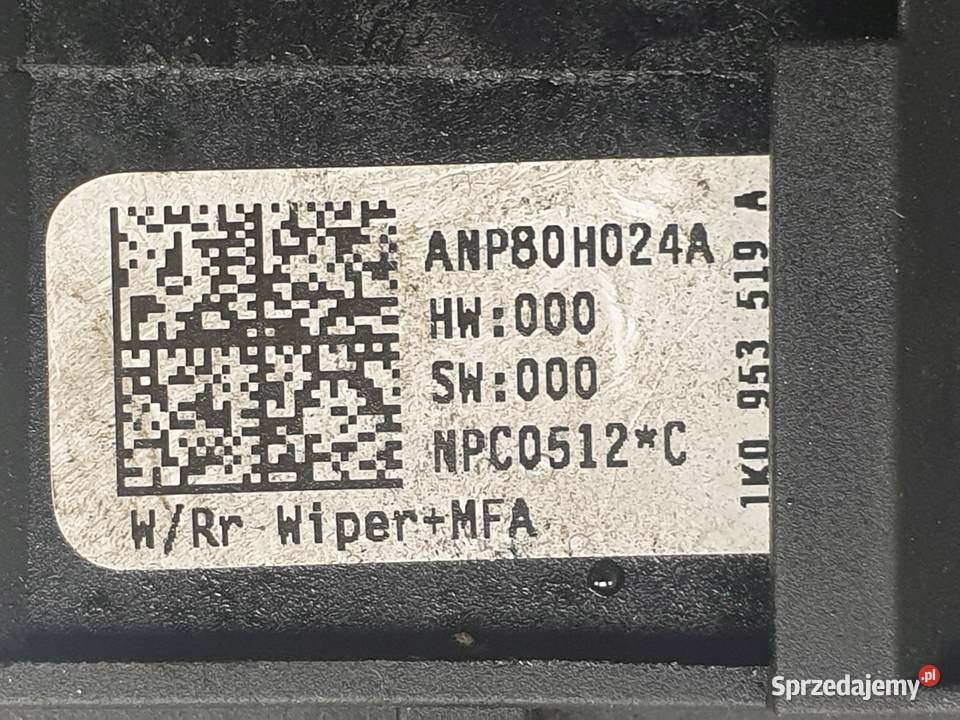 ANP80H024A
HW:000
SW:000
NPC0512*C
W/Rr Wiper+MFA
1K0 953 519 A
Sprzedajemy.pl